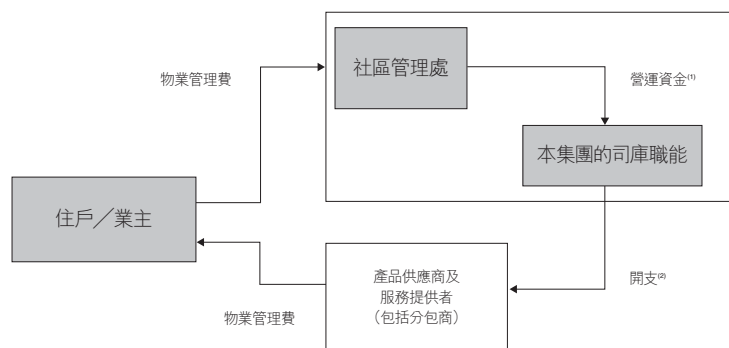 社區管理處
物業管理費
營運資金⁽¹⁾
本集團的司庫職能
住戶／業主
產品供應商及
服務提供者
（包括分包商）
開支⁽²⁾
物業管理費